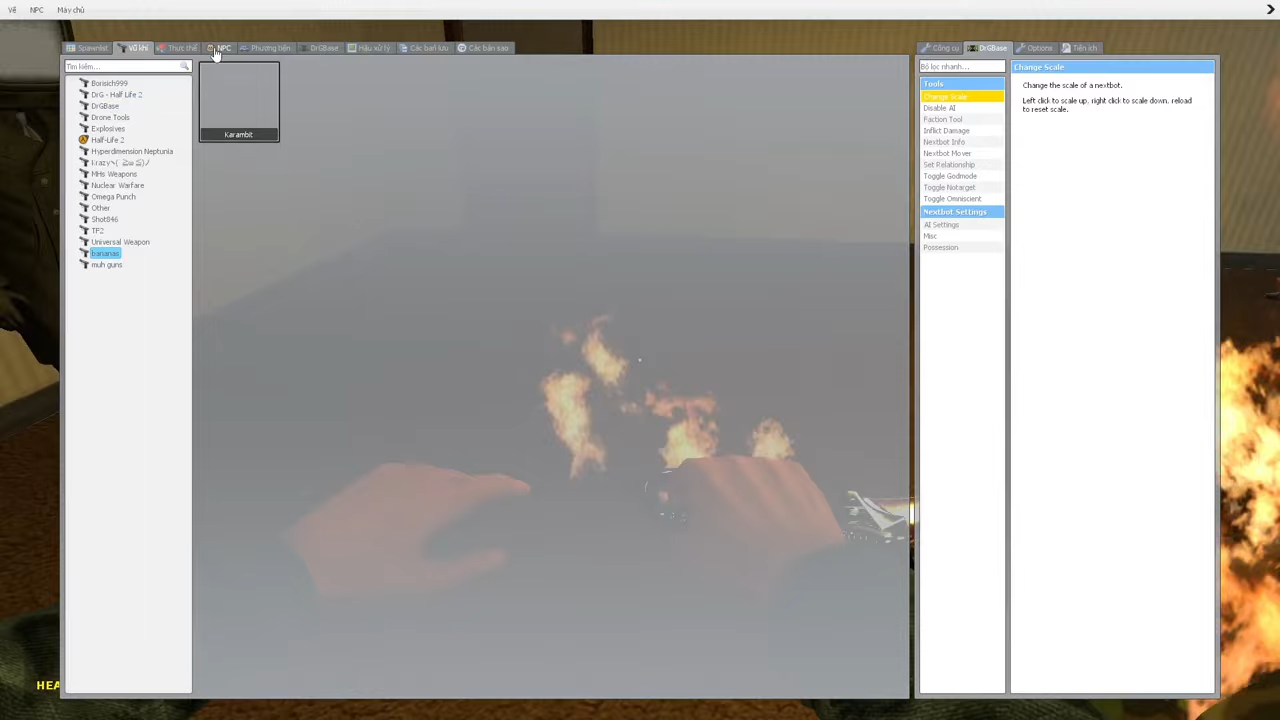 Vẽ NPC Máy chủ
Spawnlist Vũ khí Thực thể NPC Phương tiện DrGBase Hậu xử lý Các bản lưu Các bản sao
Tìm kiếm...
Borisich999
DrG - Half Life 2
DrGBase
Drone Tools
Explosives
Half-Life 2
Hyperdimension Neptunia
MHs Weapons
Nuclear Warfare
Omega Punch
Other
Shot846
TF2
Universal Weapon
bananas
muh guns
Karambit
Công cụ DrGBase Options Tiện ích
Bộ lọc nhanh...
Tools
Change Scale
Disable AI
Faction Tool
Inflict Damage
Nextbot Info
Nextbot Mover
Set Relationship
Toggle Godmode
Toggle Notarget
Toggle Omniscient
Nextbot Settings
AI Settings
Misc
Possession
Change Scale
Change the scale of a nextbot.
Left click to scale up, right click to scale down, reload
to reset scale.
HEA